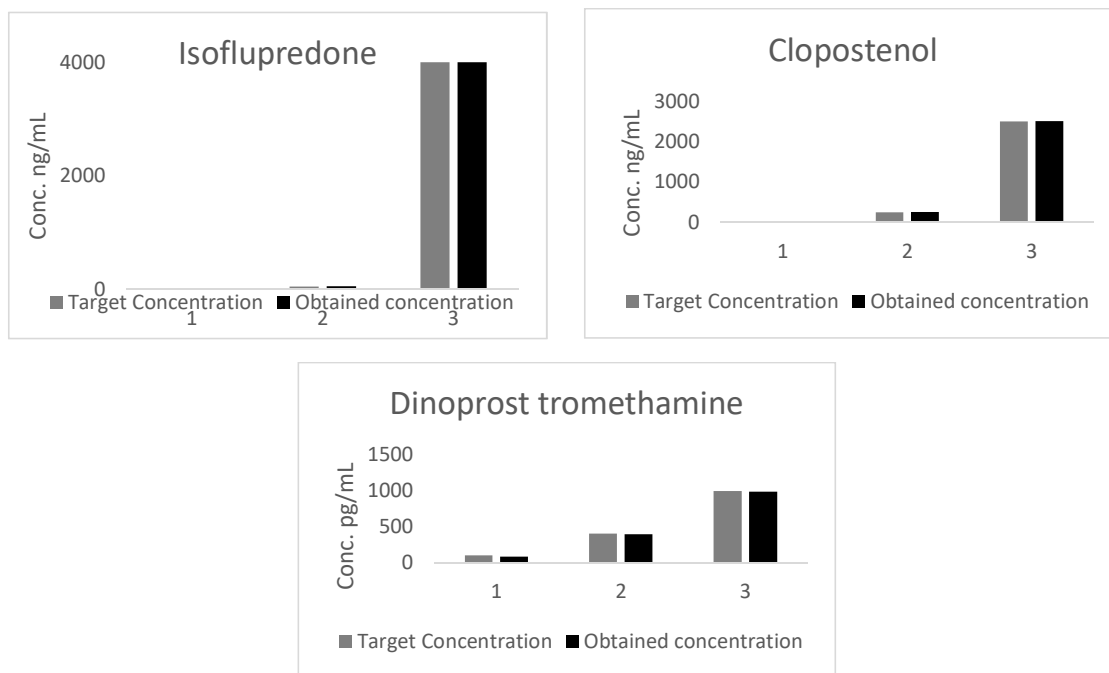 Isoflupredone
Conc. ng/mL
4000
2000
0
1 2 3
Target Concentration Obtained concentration
Clopostenol
Conc. ng/mL
3000
2000
1000
0
1 2 3
Target Concentration Obtained concentration
Dinoprost tromethamine
Conc. pg/mL
1500
1000
500
0
1 2 3
Target Concentration Obtained concentration